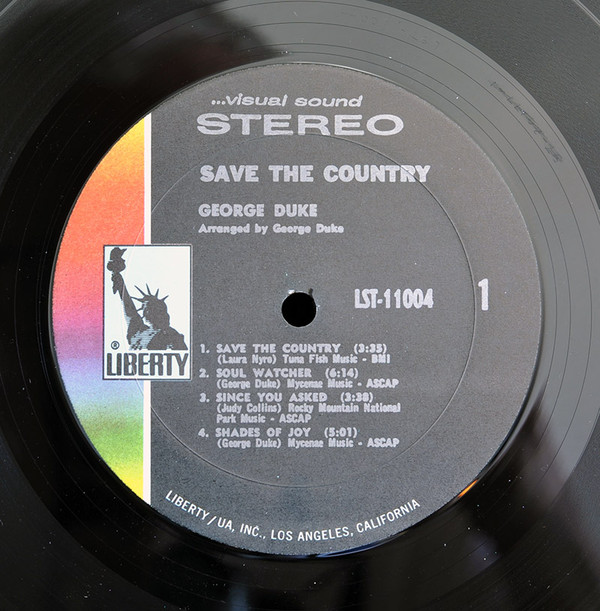 ...visual sound
STEREO
SAVE THE COUNTRY
GEORGE DUKE
Arranged by George Duke
LST-11004 1
® LIBERTY
1. SAVE THE COUNTRY (3:35)
(Laura Nyro) Tuna Fish Music - BMI
2. SOUL WATCHER (6:14)
(George Duke) Mycenae Music - ASCAP
3. SINCE YOU ASKED (3:38)
(Judy Collins) Rocky Mountain National
Park Music - ASCAP
4. SHADES OF JOY (5:01)
(George Duke) Mycenae Music - ASCAP
LIBERTY/UA, INC., LOS ANGELES, CALIFORNIA